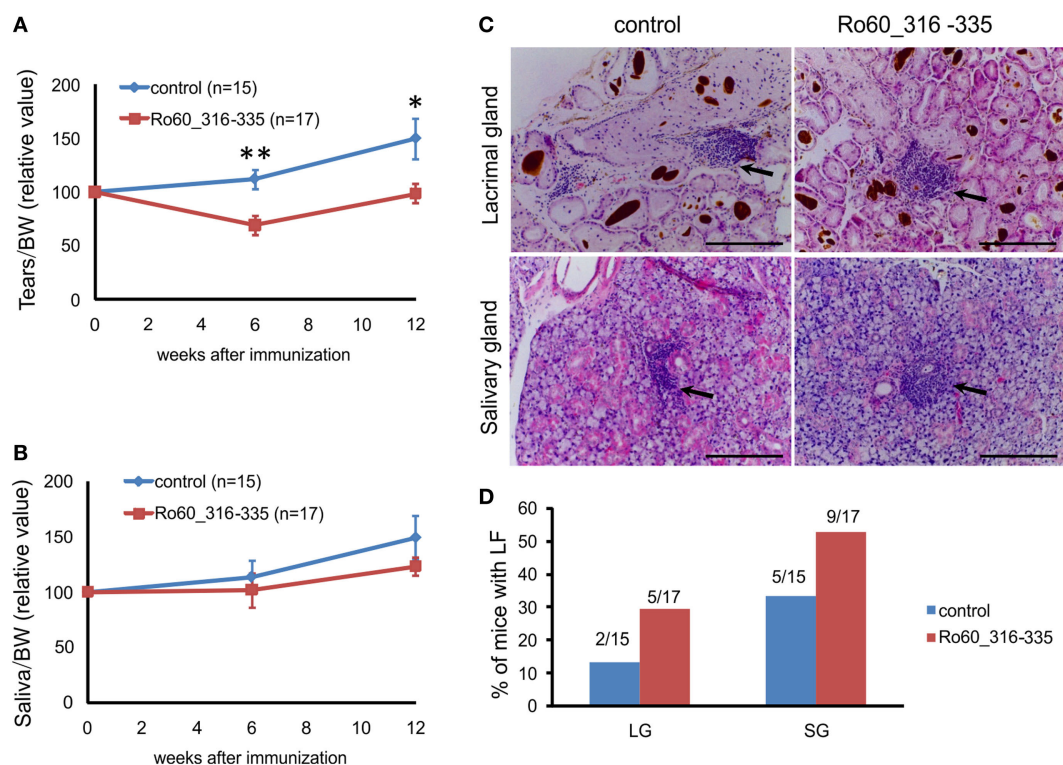 A
Tears/BW (relative value)
200
150
100
50
0
control (n=15)
Ro60_316-335 (n=17)
**
*
0 2 4 6 8 10 12
weeks after immunization
B
Saliva/BW (relative value)
200
150
100
50
0
control (n=15)
Ro60_316-335 (n=17)
0 2 4 6 8 10 12
weeks after immunization
C
control Ro60_316 -335
Lacrimal gland
Salivary gland
D
% of mice with LF
60
50
40
30
20
10
0
2/15
5/17
5/15
9/17
LG SG
control
Ro60_316-335